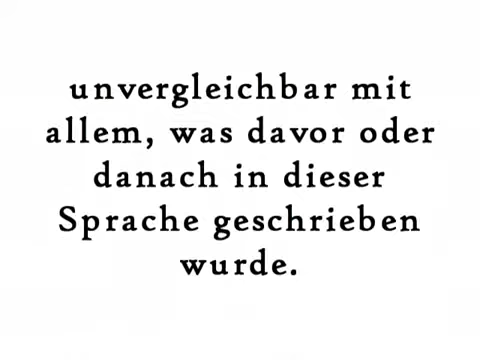 unvergleichbar mit
allem, was davor oder
danach in dieser
Sprache geschrieben
wurde.